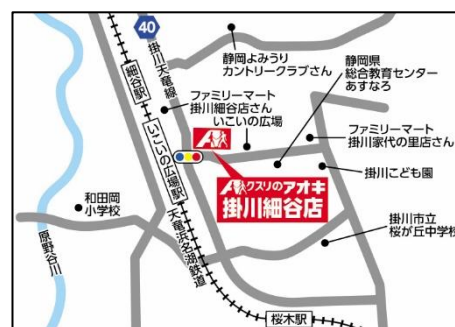 40
掛川天竜線
細谷駅
静岡よみうり
カントリークラブさん
静岡県
総合教育センター
あすなろ
ファミリーマート
掛川細谷店さん
いこいの広場
ファミリーマート
掛川家代の里店さん
いこいの広場駅
クスリのアオキ
掛川細谷店
掛川こども園
和田岡
小学校
天竜浜名湖鉄道
掛川市立
桜が丘中学校
原野谷川
桜木駅